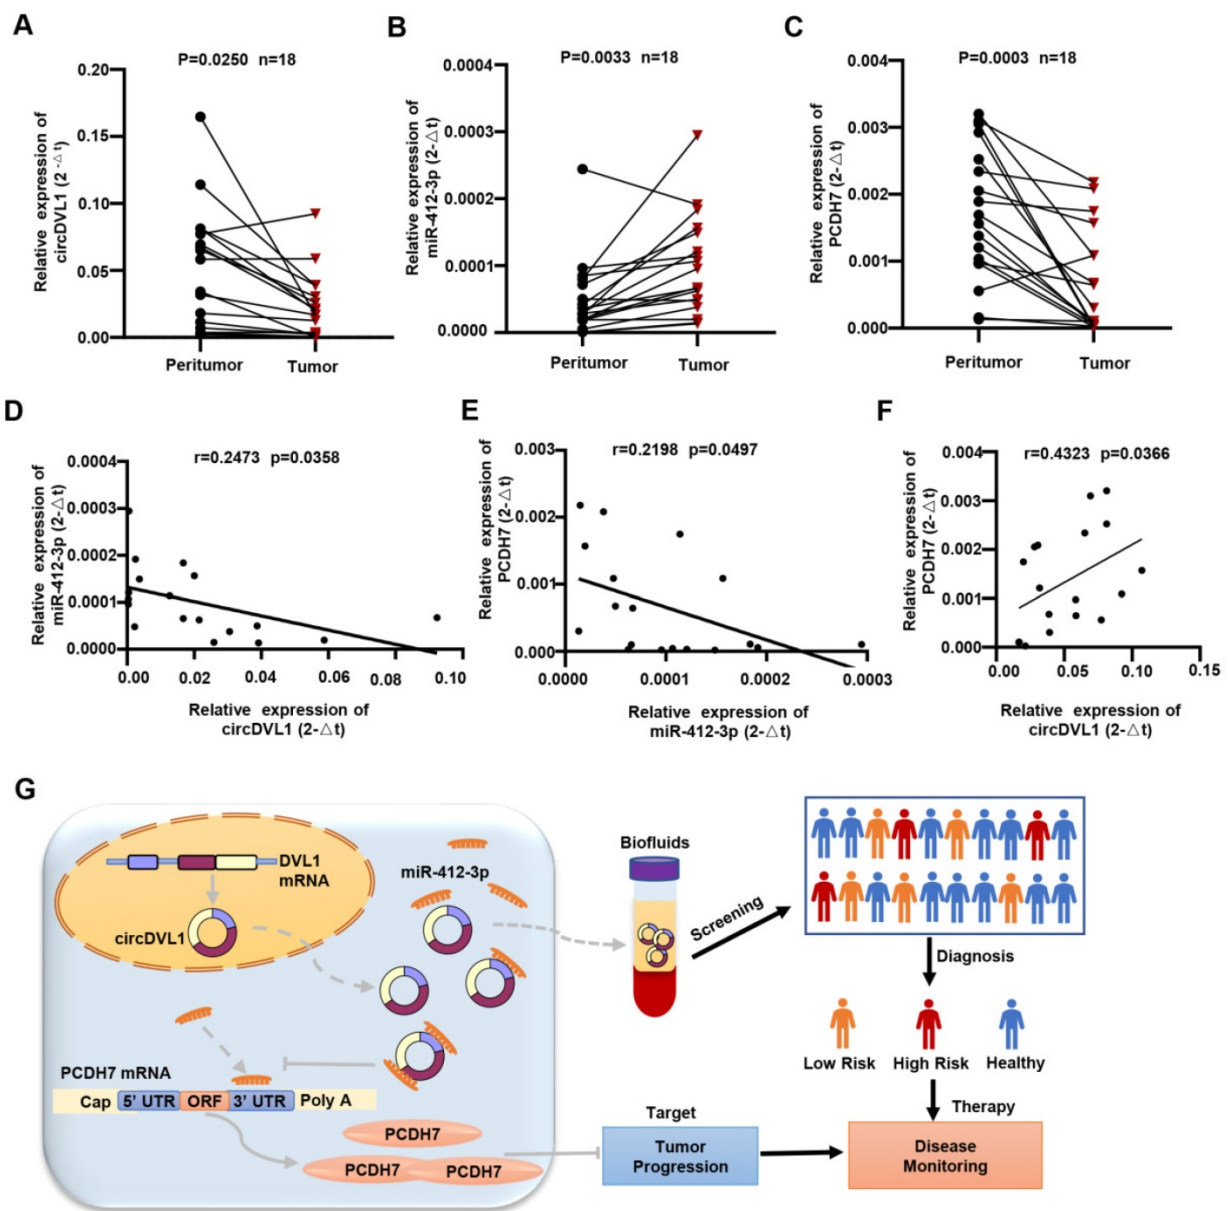 A
P=0.0250 n=18
Relative expression of
circDVL1 (2 -△t)
0.20
0.15
0.10
0.05
0.00
Peritumor
Tumor
B
P=0.0033 n=18
Relative expression of
miR-412-3p (2-△t)
0.0004
0.0003
0.0002
0.0001
0.0000
Peritumor
Tumor
C
P=0.0003 n=18
Relative expression of
PCDH7 (2-△t)
0.004
0.003
0.002
0.001
0.000
Peritumor
Tumor
D
r=0.2473 p=0.0358
Relative expression of
miR-412-3p (2-△t)
0.0004
0.0003
0.0002
0.0001
0.0000
0.00 0.02 0.04 0.06 0.08 0.10
Relative expression of
circDVL1 (2-△t)
E
r=0.2198 p=0.0497
Relative expression of
PCDH7 (2-△t)
0.003
0.002
0.001
0.000
0.0000 0.0001 0.0002 0.0003
Relative expression of
miR-412-3p (2-△t)
F
r=0.4323 p=0.0366
Relative expression of
PCDH7 (2-△t)
0.004
0.003
0.002
0.001
0.000
0.00 0.05 0.10 0.15
Relative expression of
circDVL1 (2-△t)
G
DVL1
mRNA
circDVL1
miR-412-3p
PCDH7 mRNA
Cap 5' UTR ORF 3' UTR Poly A
PCDH7
PCDH7
PCDH7
Biofluids
Screening
Diagnosis
Low Risk
High Risk
Healthy
Therapy
Target
Tumor
Progression
Disease
Monitoring